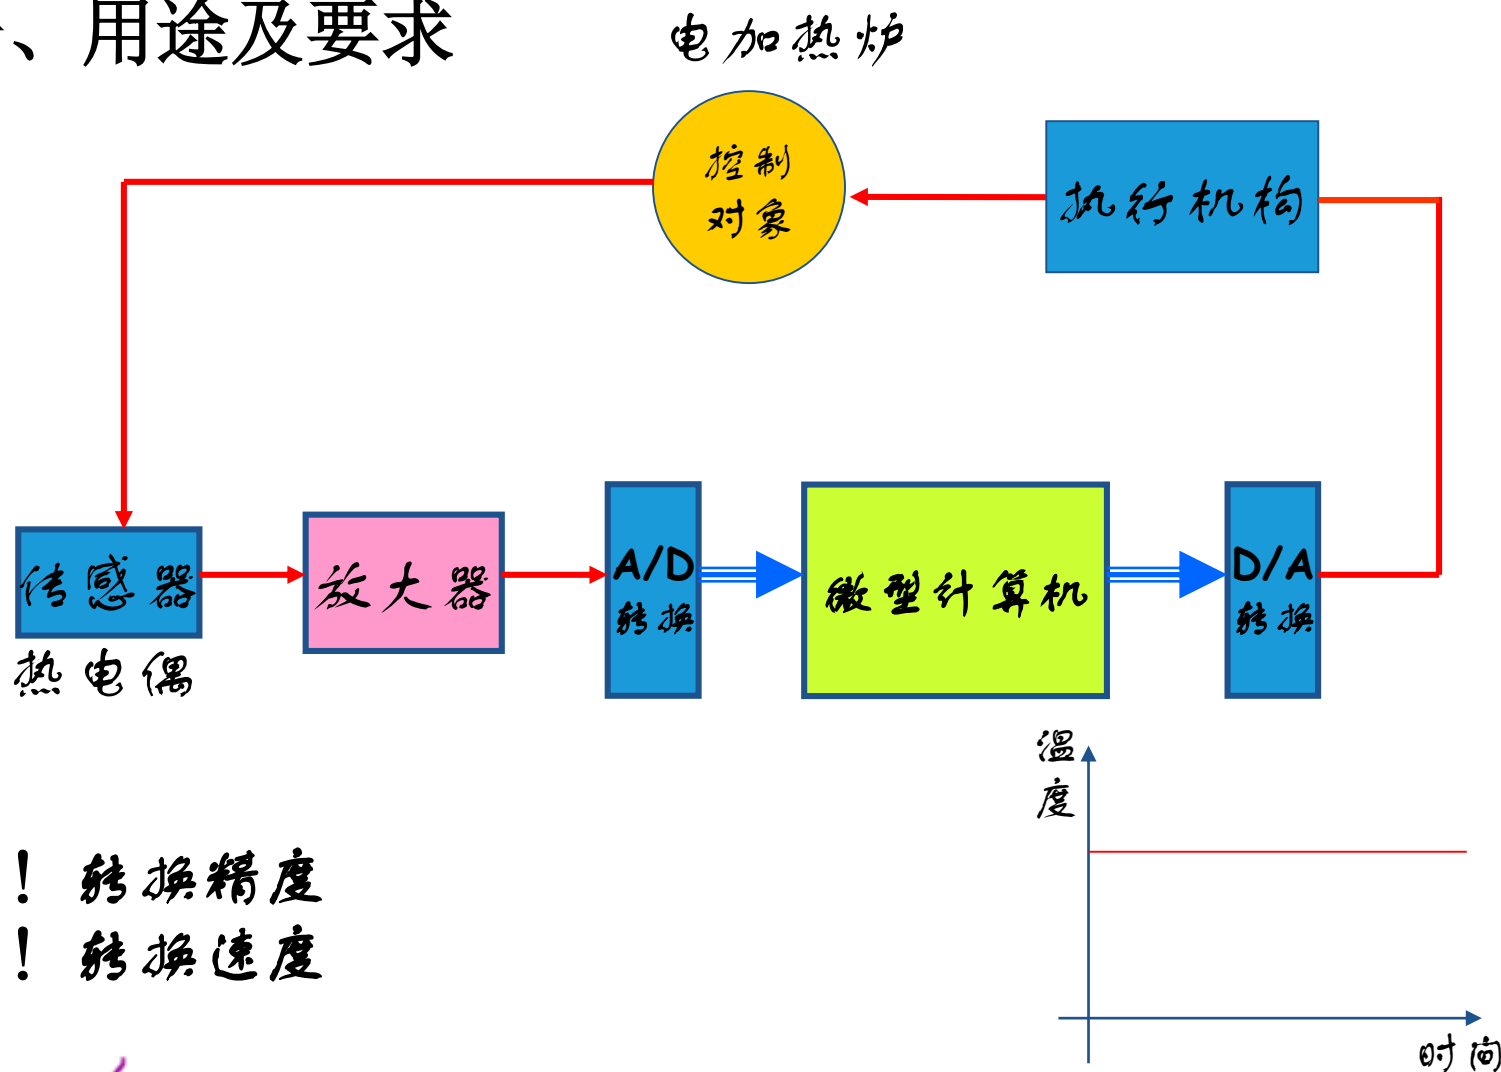 、用途及要求
电加热炉
控制
对象
执行机构
传感器
放大器
A/D
转换
微型计算机
D/A
转换
热电偶
温
度
! 转换精度
! 转换速度
时间